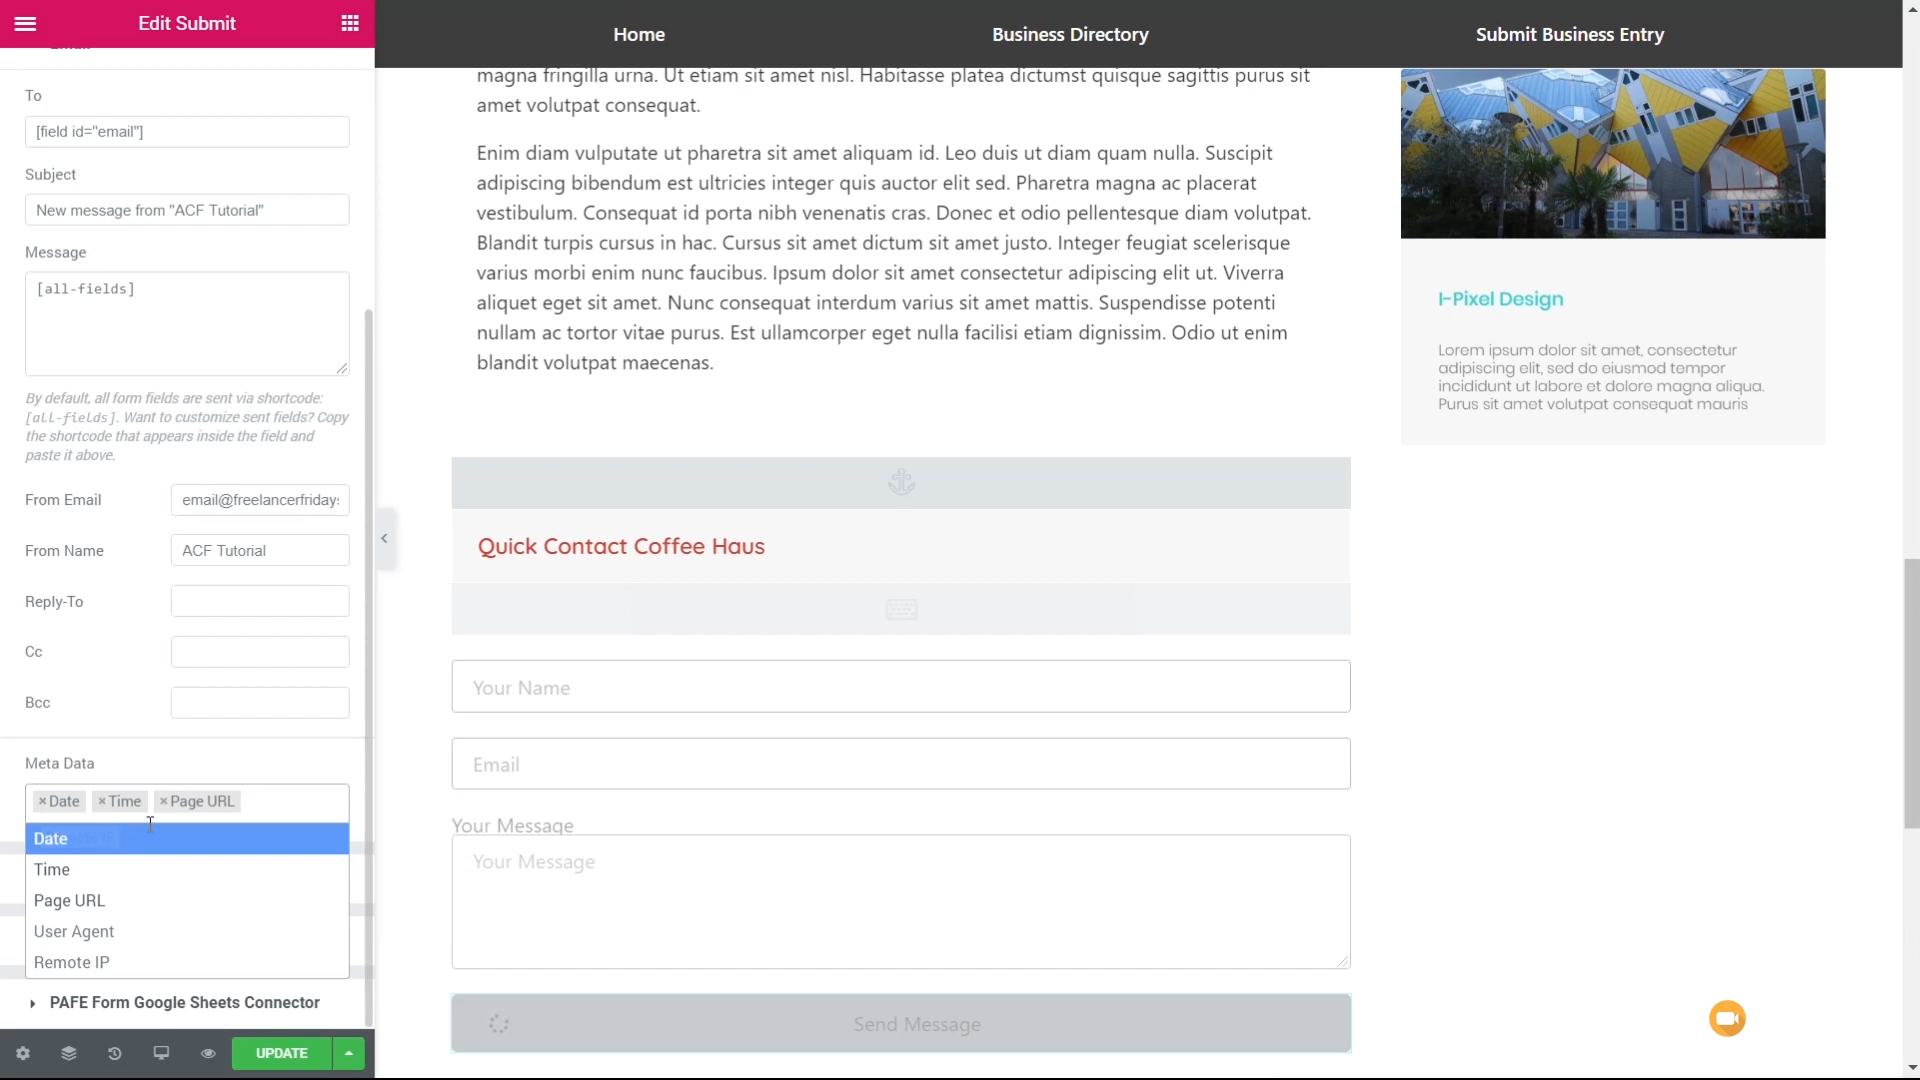 Edit Submit
Home
Business Directory
Submit Business Entry
To
[field id="email"]
Subject
New message from "ACF Tutorial"
Message
[all-fields]
By default, all form fields are sent via shortcode:
[all-fields]. Want to customize sent fields? Copy
the shortcode that appears inside the field and
paste it above.
From Email
email@freelancerfriday
From Name
ACF Tutorial
Reply-To
Cc
Bcc
Meta Data
×Date ×Time ×Page URL
Date
Time
Page URL
User Agent
Remote IP
PAFE Form Google Sheets Connector
UPDATE
magna fringilla urna. Ut etiam sit amet nisl. Habitasse platea dictumst quisque sagittis purus sit
amet volutpat consequat.
Enim diam vulputate ut pharetra sit amet aliquam id. Leo duis ut diam quam nulla. Suscipit
adipiscing bibendum est ultricies integer quis auctor elit sed. Pharetra magna ac placerat
vestibulum. Consequat id porta nibh venenatis cras. Donec et odio pellentesque diam volutpat.
Blandit turpis cursus in hac. Cursus sit amet dictum sit amet justo. Integer feugiat scelerisque
varius morbi enim nunc faucibus. Ipsum dolor sit amet consectetur adipiscing elit ut. Viverra
aliquet eget sit amet. Nunc consequat interdum varius sit amet mattis. Suspendisse potenti
nullam ac tortor vitae purus. Est ullamcorper eget nulla facilisi etiam dignissim. Odio ut enim
blandit volutpat maecenas.
Quick Contact Coffee Haus
Your Name
Email
Your Message
Your Message
Send Message
I-Pixel Design
Lorem ipsum dolor sit amet, consectetur
adipiscing elit, sed do eiusmod tempor
incididunt ut labore et dolore magna aliqua.
Purus sit amet volutpat consequat mauris